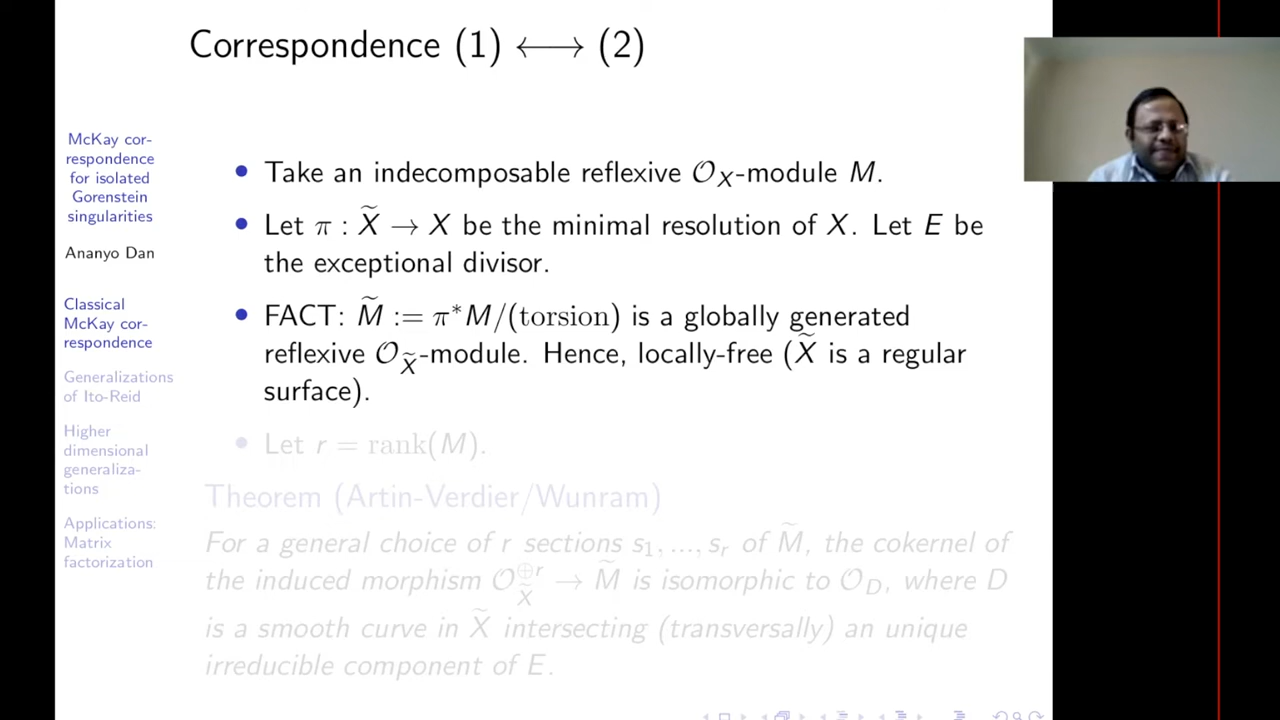 Correspondence (1) ⟷ (2)
McKay cor-
respondence
for isolated
Gorenstein
singularities
Ananyo Dan
Classical
McKay cor-
respondence
Generalizations
of Ito-Reid
Higher
dimensional
generaliza-
tions
Applications:
Matrix
factorization
• Take an indecomposable reflexive 𝒪_X-module M.
• Let π : X̃ → X be the minimal resolution of X. Let E be
the exceptional divisor.
• FACT: M̃ := π*M/(torsion) is a globally generated
reflexive 𝒪_X̃-module. Hence, locally-free (X̃ is a regular
surface).
• Let r = rank(M).
Theorem (Artin-Verdier/Wunram)
For a general choice of r sections s₁, ..., s_r of M̃, the cokernel of
the induced morphism 𝒪_X̃^⊕r → M̃ is isomorphic to 𝒪_D, where D
is a smooth curve in X̃ intersecting (transversally) an unique
irreducible component of E.